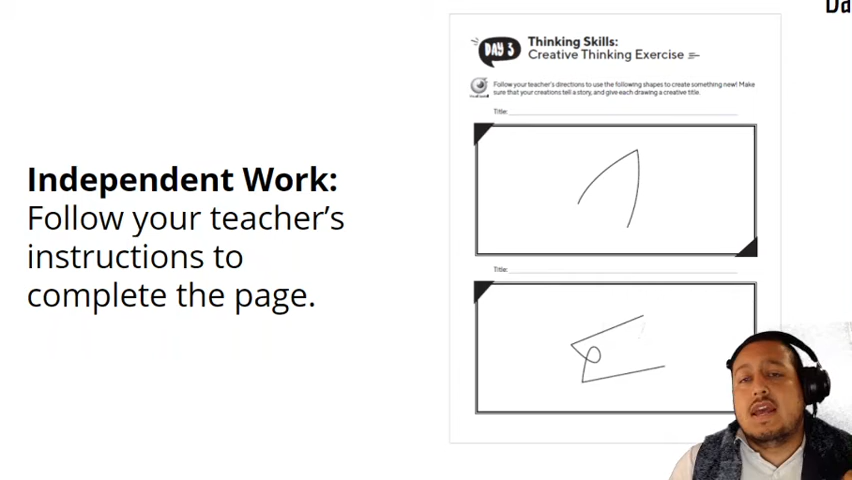 Da
DAY 3
Thinking Skills:
Creative Thinking Exercise
Follow your teacher's directions to use the following shapes to create something new! Make
sure that your creations tell a story, and give each drawing a creative title.
Title:
Independent Work:
Follow your teacher's
instructions to
complete the page.
Title: